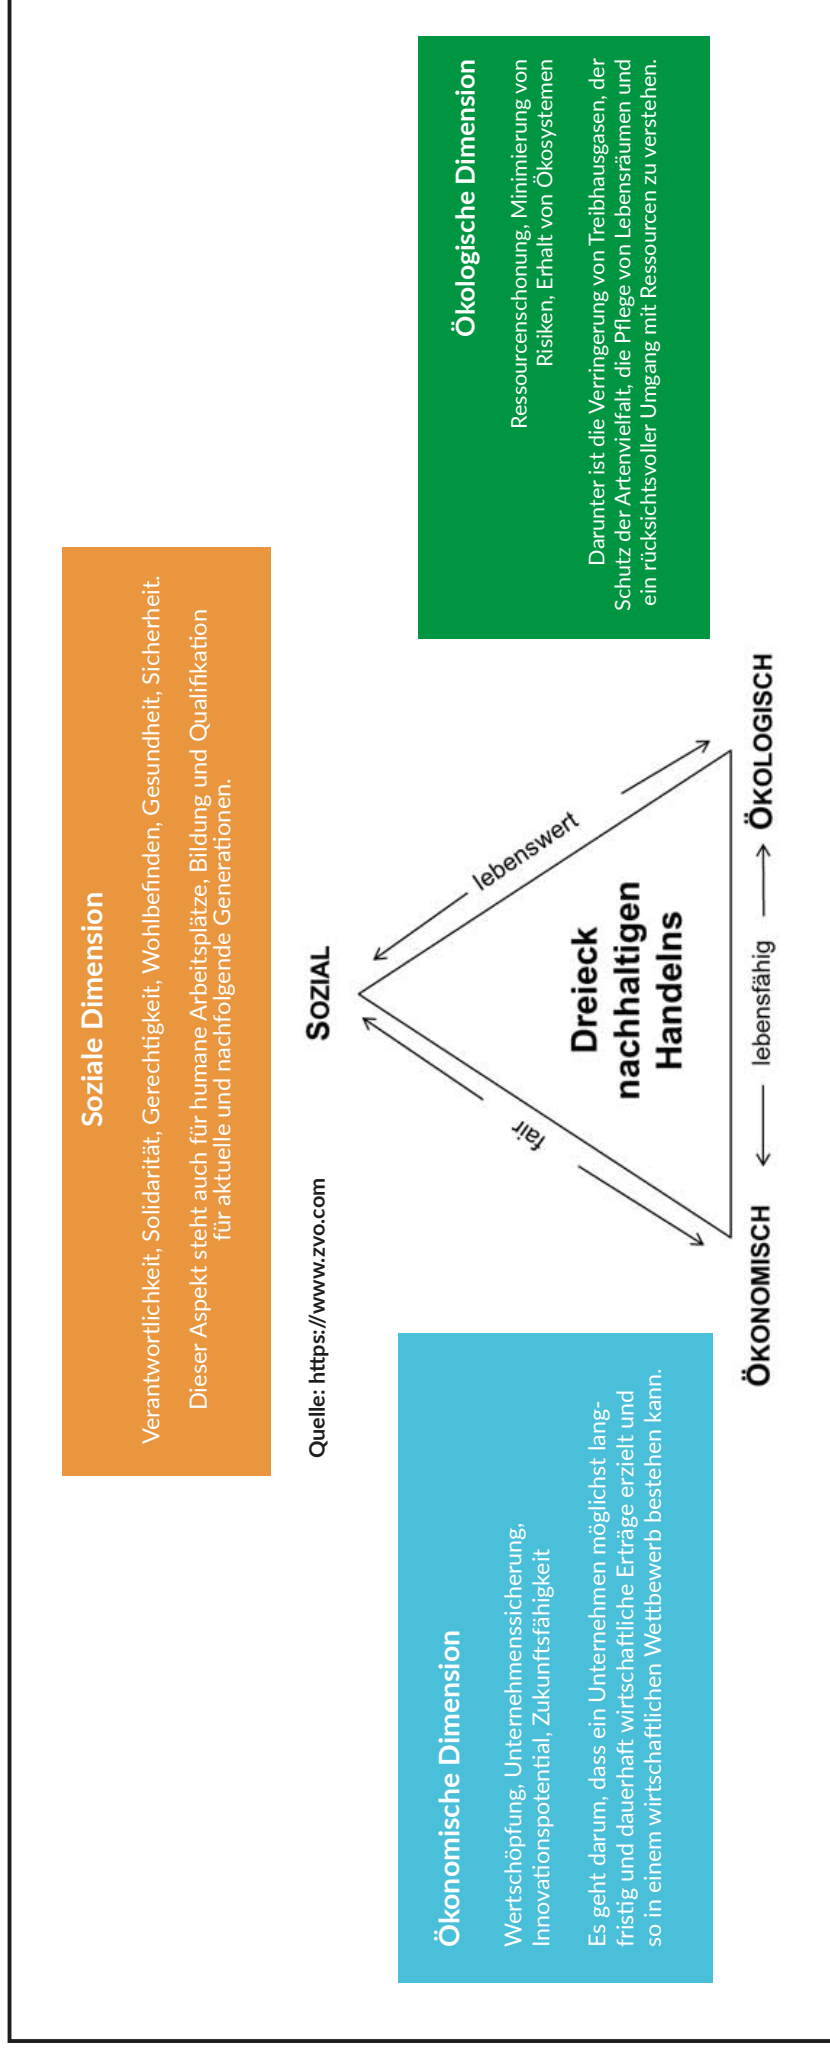 Soziale Dimension
Verantwortlichkeit, Solidarität, Gerechtigkeit, Wohlbefinden, Gesundheit, Sicherheit.
Dieser Aspekt steht auch für humane Arbeitsplätze, Bildung und Qualifikation
für aktuelle und nachfolgende Generationen.
Quelle: https://www.zvo.com
SOZIAL
Ökonomische Dimension
Wertschöpfung, Unternehmenssicherung,
Innovationspotential, Zukunftsfähigkeit
Es geht darum, dass ein Unternehmen möglichst lang-
fristig und dauerhaft wirtschaftliche Erträge erzielt und
so in einem wirtschaftlichen Wettbewerb bestehen kann.
fair
lebenswert
Dreieck
nachhaltigen
Handelns
ÖKONOMISCH
lebensfähig
ÖKOLOGISCH
Ökologische Dimension
Ressourcenschonung, Minimierung von
Risiken, Erhalt von Ökosystemen
Darunter ist die Verringerung von Treibhausgasen, der
Schutz der Artenvielfalt, die Pflege von Lebensräumen und
ein rücksichtsvoller Umgang mit Ressourcen zu verstehen.